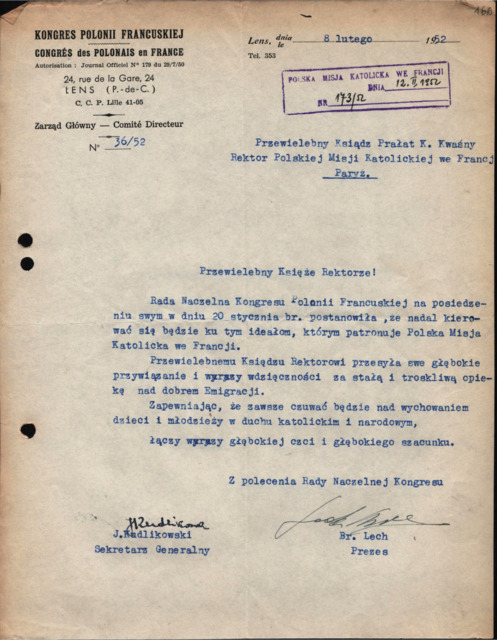 166
KONGRES POLONII FRANCUSKIEJ
CONGRÈS des POLONAIS en FRANCE
Autorisation : Journal Officiel N° 179 du 29/7/50
24, rue de la Gare, 24
LENS (P.-de-C.)
C. C. P. Lille 41-05
Zarząd Główny — Comité Directeur
N° 36/52
Lens, dnia le 8 lutego 1952
Tel. 353
POLSKA MISJA KATOLICKA WE FRANCJI
DNIA 12. II. 1952
NR 173/52
Przewielebny Ksiądz Prałat K. Kwaśny
Rektor Polskiej Misji Katolickiej we Francj
Paryż.
Przewielebny Księże Rektorze!
Rada Naczelna Kongresu Polonii Francuskiej na posiedze-
niu swym w dniu 20 stycznia br. postanowiła ,że nadal kiero-
wać się będzie ku tym ideałom, którym patronuje Polska Misja
Katolicka we Francji.
Przewielebnemu Księdzu Rektorowi przesyła swe głębokie
przywiązanie i wyrazy wdzięczności za stałą i troskliwą opie-
kę nad dobrem Emigracji.
Zapewniając, że zawsze czuwać będzie nad wychowaniem
dzieci i młodzieży w duchu katolickim i narodowym,
łączy wyrazy głębokiej czci i głębokiego szacunku.
Z polecenia Rady Naczelnej Kongresu
J.Kudlikowski
Sekretarz Generalny
Br. Lech
Prezes